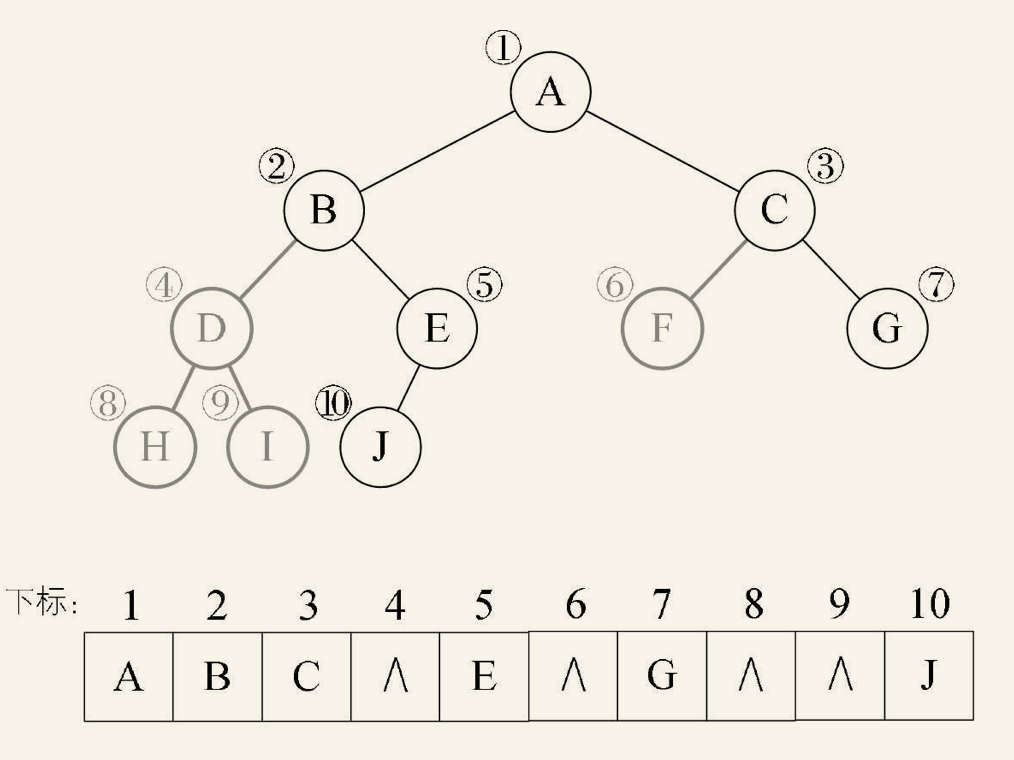 ①
A
② ③
B C
④ ⑤ ⑥ ⑦
D E F G
⑧ ⑨ ⑩
H I J
下标: 1 2 3 4 5 6 7 8 9 10
A B C ∧ E ∧ G ∧ ∧ J